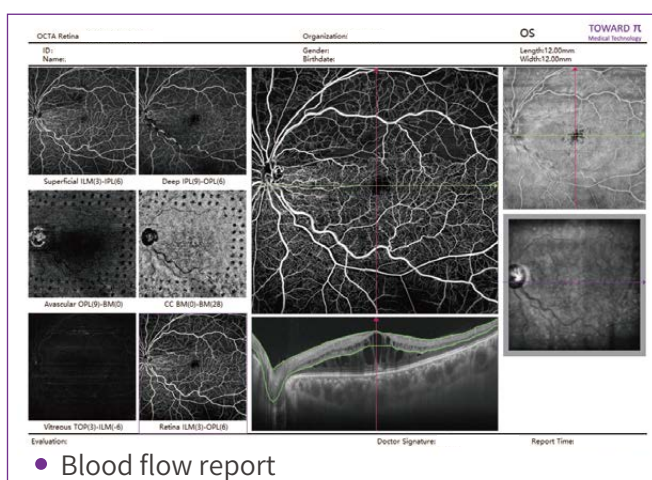 OCTA Retina
Organization:
OS
TOWARD π
Medical Technology
ID:
Name:
Gender:
Birthdate:
Length:12.00mm
Width:12.00mm
Superficial ILM(3)-IPL(6)
Deep IPL(9)-OPL(6)
Avascular OPL(9)-BM(0)
CC BM(0)-BM(28)
Vitreous TOP(3)-ILM(-6)
Retina ILM(3)-OPL(6)
Evaluation:
Doctor Signature:
Report Time:
• Blood flow report